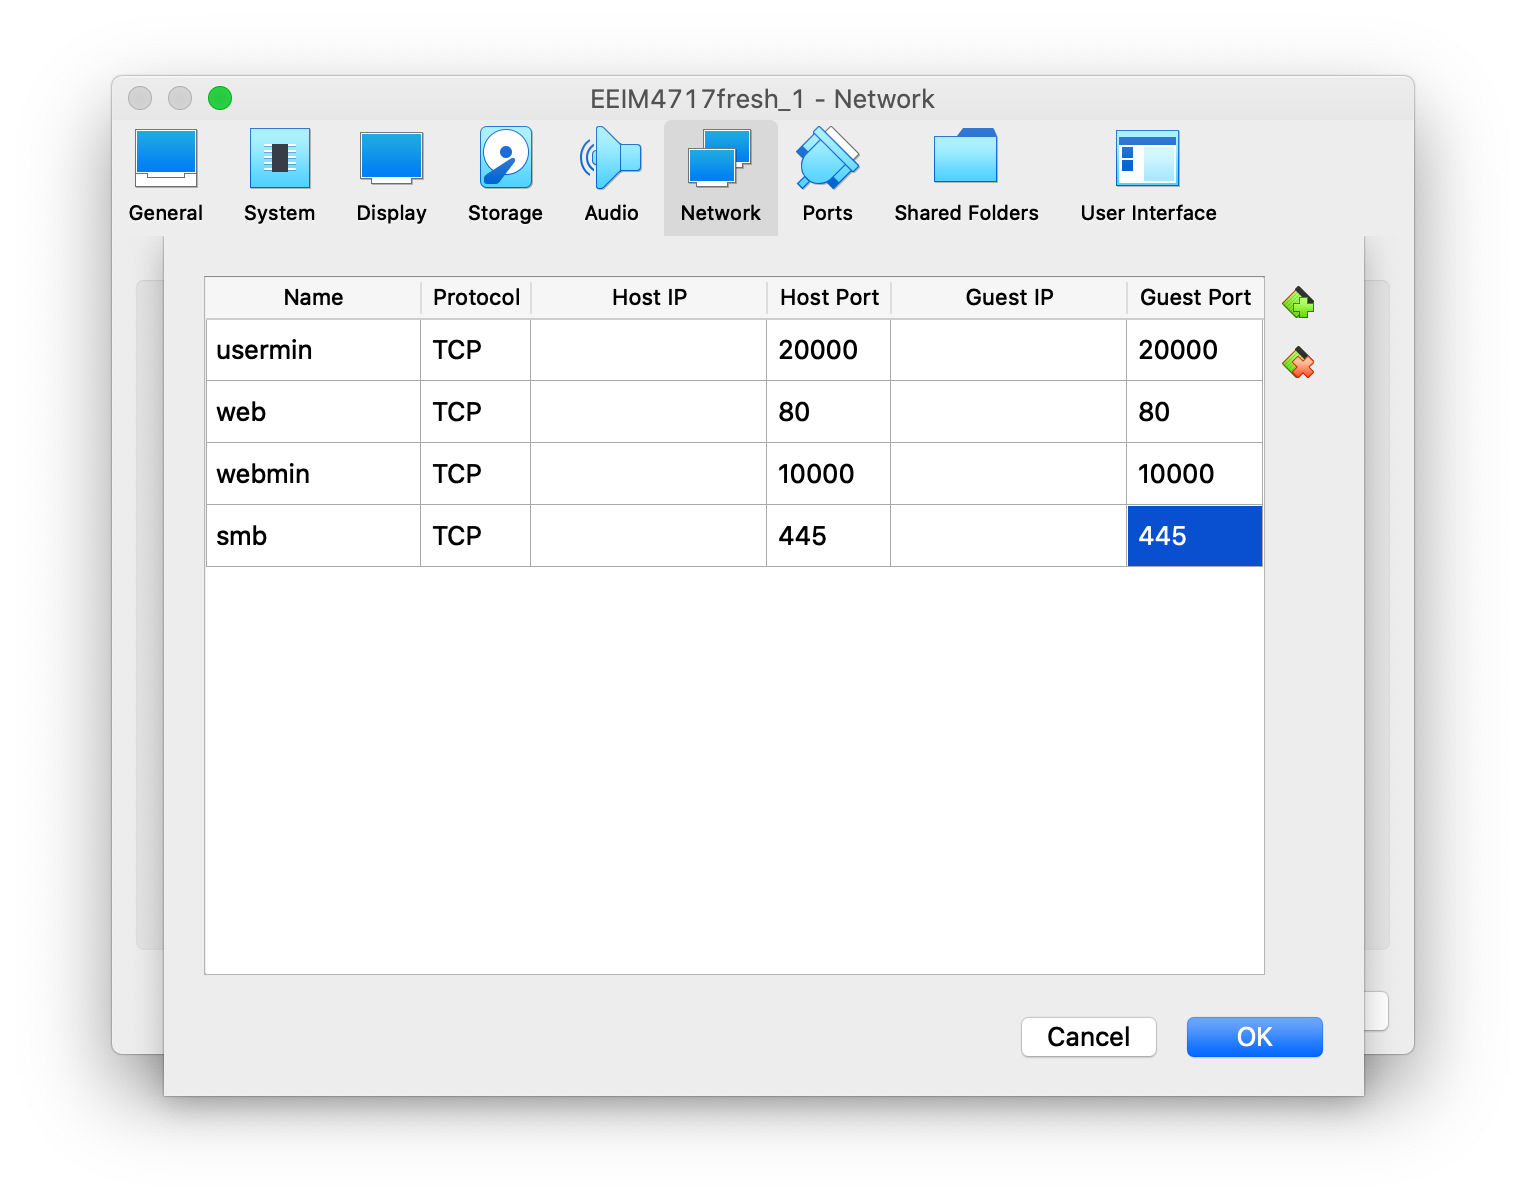 EEIM4717fresh_1 - Network
General System Display Storage Audio Network Ports Shared Folders User Interface
Name Protocol Host IP Host Port Guest IP Guest Port
usermin TCP 20000 20000
web TCP 80 80
webmin TCP 10000 10000
smb TCP 445 445
Cancel OK